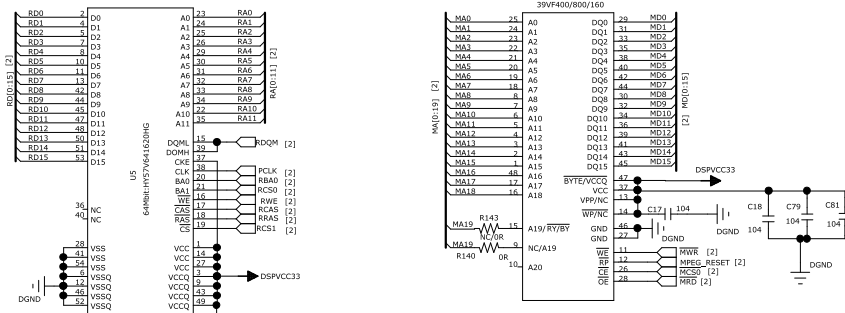 39VF400/800/160
RD0 2 D0 A0 23 RA0
RD1 4 D1 A1 24 RA1
RD2 5 D2 A2 25 RA2
RD3 7 D3 A3 26 RA3
RD4 8 D4 A4 29 RA4
RD5 10 D5 A5 30 RA5
RD6 11 D6 A6 31 RA6
RD7 13 D7 A7 32 RA7
RD8 42 D8 A8 33 RA8
RD9 44 D9 A9 34 RA9
RD10 45 D10 A10 22 RA10
RD11 47 D11 A11 35 RA11
RD12 48 D12
RD13 50 D13 DQML 15 RDQM [2]
RD14 51 D14 DOMH 39
RD15 53 D15 CKE 37
RD[0:15] [2]
RA[0:11] [2]
U5
64Mbit:HYS7V641620HG
CLK 38 PCLK [2]
BA0 20 RBA0 [2]
BA1 21 RCS0 [2]
WE 16 RWE [2]
CAS 17 RCAS [2]
RAS 18 RRAS [2]
CS 19 RCS1 [2]
36 NC
40 NC
28 VSS VCC 1
41 VSS VCC 14
54 VSS VCC 27
6 VSSQ VCCQ 3 DSPVCC33
12 VSSQ VCCQ 9
46 VSSQ VCCQ 43
52 VSSQ VCCQ 49
DGND
MA0 25 A0 DQ0 29 MD0
MA1 24 A1 DQ1 31 MD1
MA2 23 A2 DQ2 33 MD2
MA3 22 A3 DQ3 35 MD3
MA4 21 A4 DQ4 38 MD4
MA5 20 A5 DQ5 40 MD5
MA6 19 A6 DQ6 42 MD6
MA7 18 A7 DQ7 44 MD7
MA8 8 A8 DQ8 30 MD8
MA9 7 A9 DQ9 32 MD9
MA10 6 A10 DQ10 34 MD10
MA11 5 A11 DQ11 36 MD11
MA12 4 A12 DQ12 39 MD12
MA13 3 A13 DQ13 41 MD13
MA14 2 A14 DQ14 43 MD14
MA15 1 A15 DQ15 45 MD15
MA16 48 A16
MA17 17 A17
MA18 16 A18
MA[0:19] [2]
MD[0:15]
[2]
BYTE/VCCQ 47 DSPVCC33
VCC 37
VPP/NC 13
WP/NC 14 C17 104
C18 104
C79 104
C81 104
DGND
MA19 R143 NC/0R 15 A19/RY/BY GND 46
GND 27 DGND
MA19 R140 0R 9 NC/A19
10 A20
WE 11 MWR [2]
RP 12 MPEG_RESET [2]
CE 26 MCS0 [2]
OE 28 MRD [2]
DGND